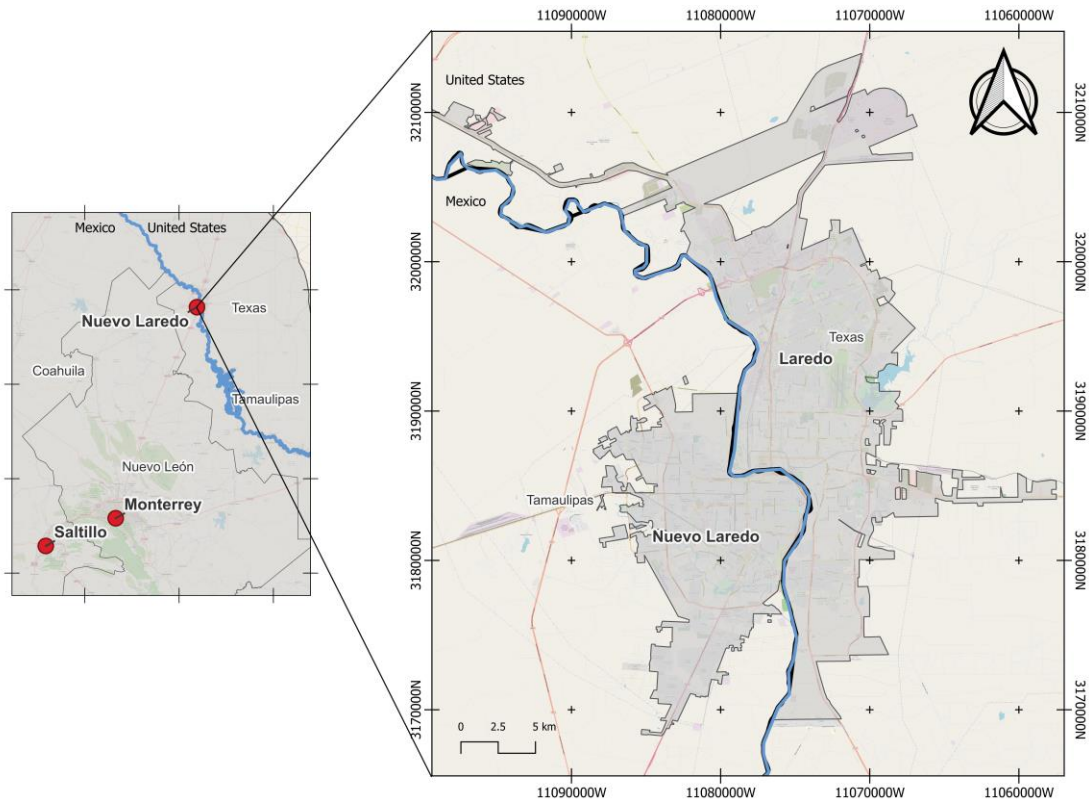 11090000W 11080000W 11070000W 11060000W
United States
Mexico
3210000N
3200000N
3190000N
3180000N
3170000N
3210000N
3200000N
3190000N
3180000N
3170000N
Laredo
Texas
Tamaulipas
Nuevo Laredo
0 2.5 5 km
11090000W 11080000W 11070000W 11060000W
Mexico United States
Nuevo Laredo
Texas
Coahuila
Tamaulipas
Nuevo León
Monterrey
Saltillo